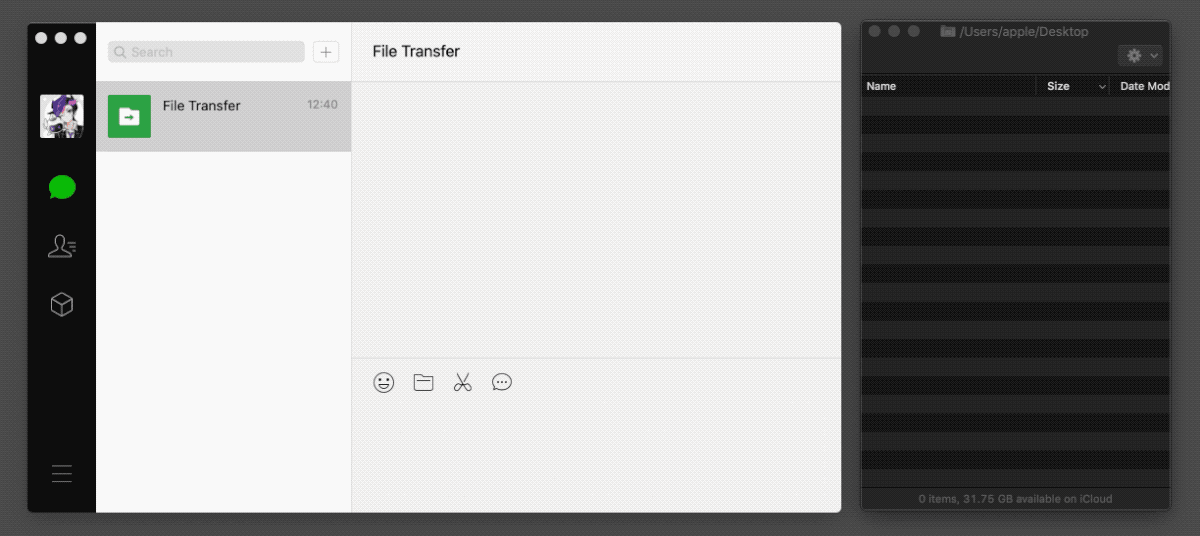 Search
File Transfer
12:40
File Transfer
/Users/apple/Desktop
Name
Size
Date Mod
0 items, 31.75 GB available on iCloud